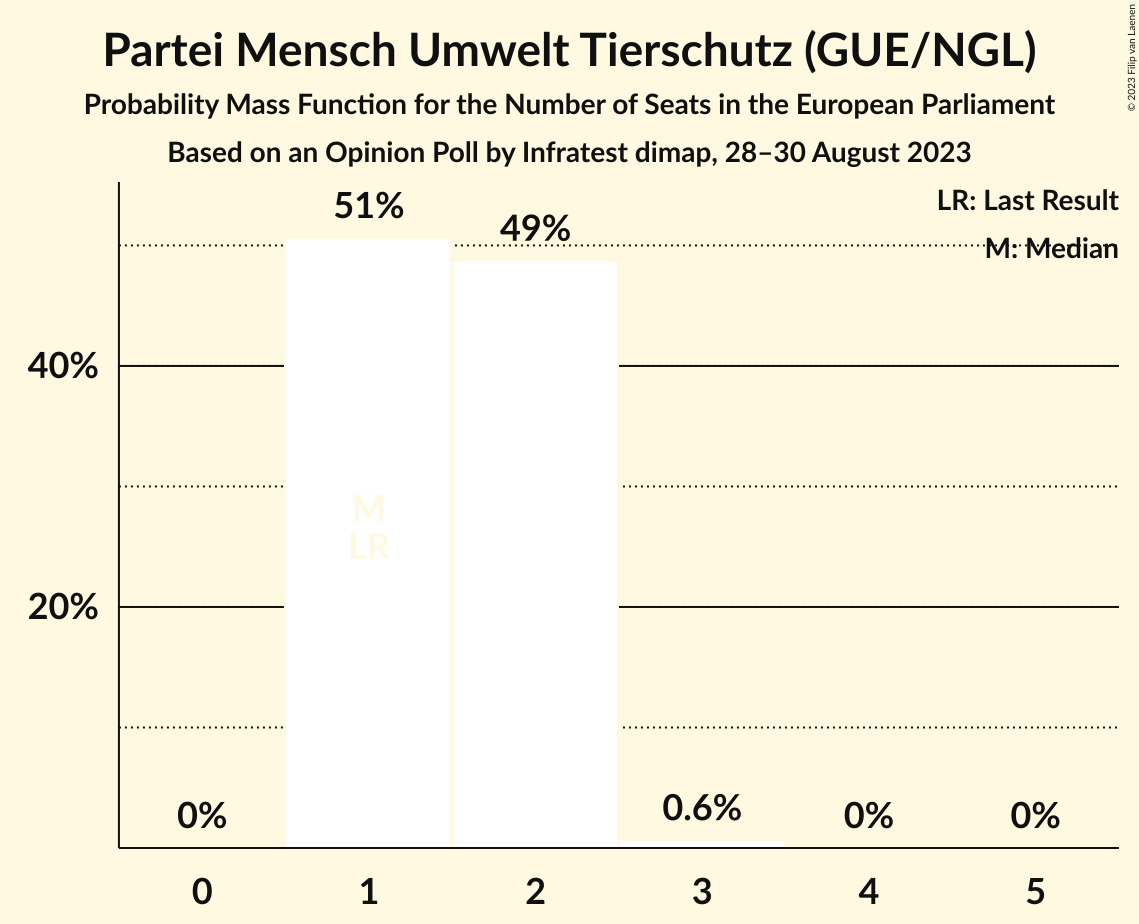 Partei Mensch Umwelt Tierschutz (GUE/NGL)
Probability Mass Function for the Number of Seats in the European Parliament
Based on an Opinion Poll by Infratest dimap, 28–30 August 2023
© 2023 Filip van Laenen
LR: Last Result
M: Median
51%
49%
40%
M
LR
20%
0%
0.6%
0%
0%
0
1
2
3
4
5